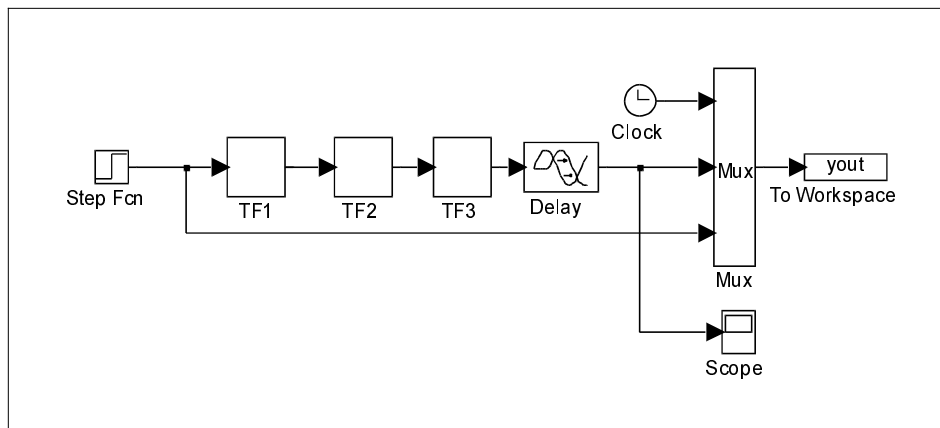 Clock
Step Fcn
TF1
TF2
TF3
Delay
Mux
yout
To Workspace
Mux
Scope